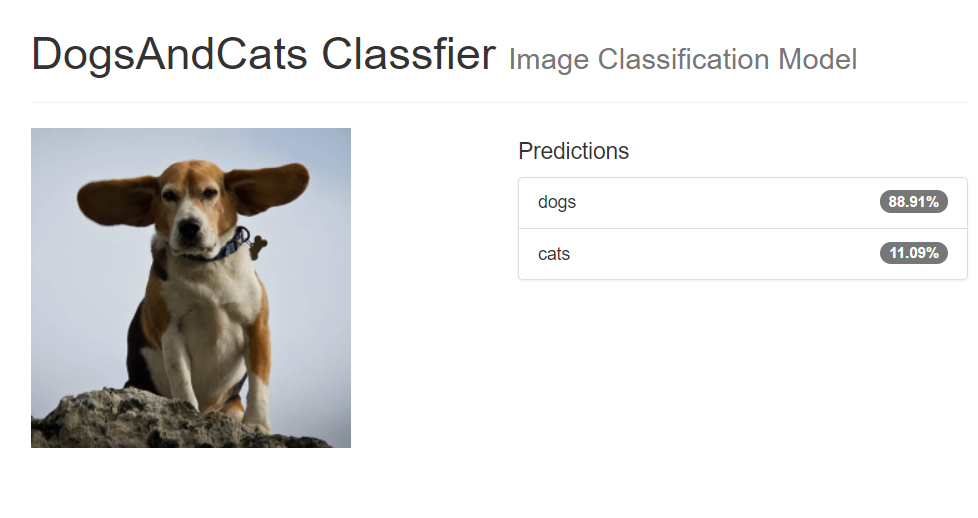 DogsAndCats Classfier Image Classification Model
Predictions
dogs 88.91%
cats 11.09%